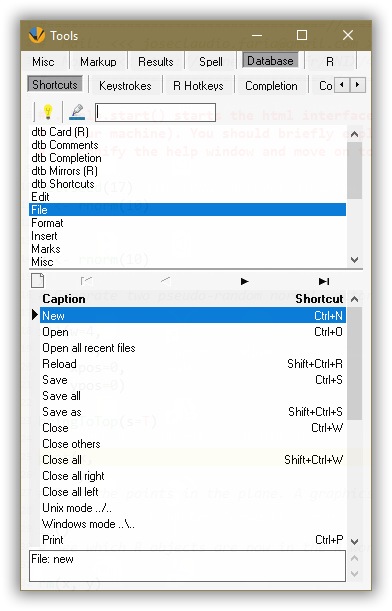 Tools
Misc Markup Results Spell Database R
Shortcuts Keystrokes R Hotkeys Completion Co
dtb Card (R)
dtb Comments
dtb Completion
dtb Mirrors (R)
dtb Shortcuts
Edit
File
Format
Insert
Marks
Misc
Caption Shortcut
New Ctrl+N
Open Ctrl+O
Open all recent files
Reload Shift+Ctrl+R
Save Ctrl+S
Save all
Save as Shift+Ctrl+S
Close Ctrl+W
Close others
Close all Shift+Ctrl+W
Close all right
Close all left
Unix mode ../..
Windows mode ..\..
Print Ctrl+P
File: new